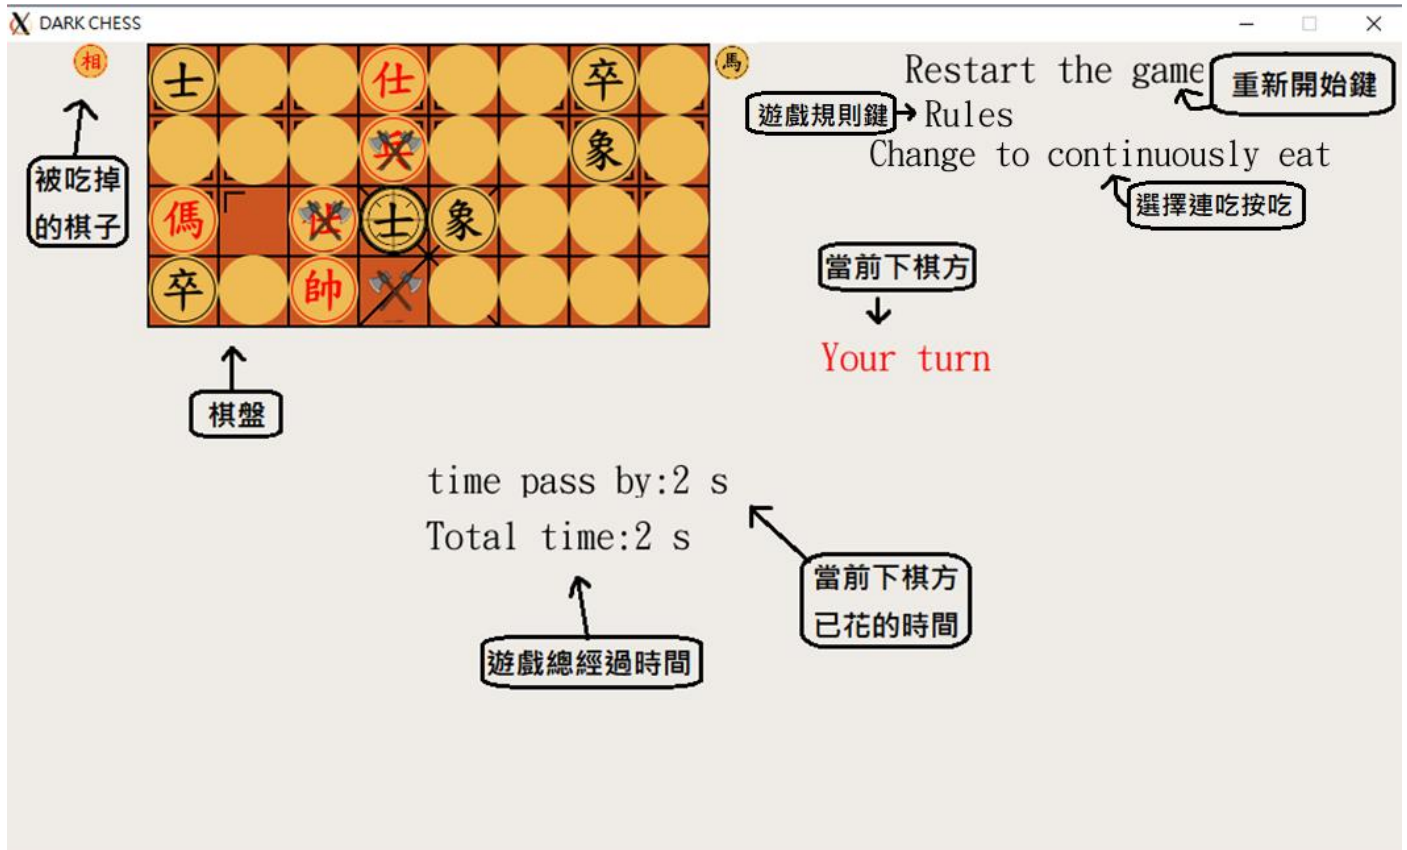 DARK CHESS
相
士 仕 卒
馬
Restart the game
重新開始鍵
遊戲規則鍵
Rules
兵 象
Change to continuously eat
被吃掉
的棋子
選擇連吃按吃
傌 仕 士 象
當前下棋方
卒 帥
Your turn
棋盤
time pass by:2 s
Total time:2 s
當前下棋方
已花的時間
遊戲總經過時間